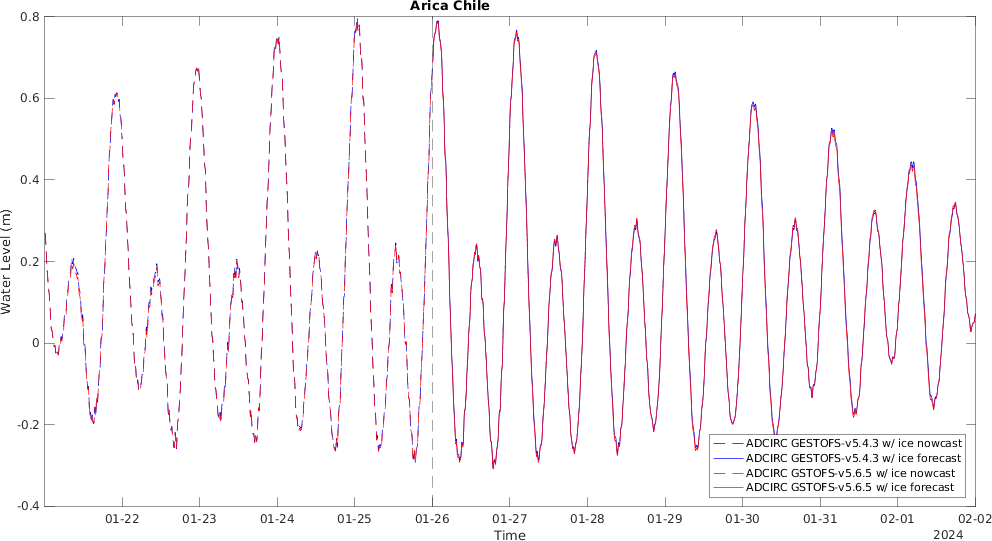 Arica Chile
0.8
0.6
0.4
0.2
0
-0.2
-0.4
Water Level (m)
ADCIRC GESTOFS-v5.4.3 w/ ice nowcast
ADCIRC GESTOFS-v5.4.3 w/ ice forecast
ADCIRC GSTOFS-v5.6.5 w/ ice nowcast
ADCIRC GSTOFS-v5.6.5 w/ ice forecast
01-22 01-23 01-24 01-25 01-26 01-27 01-28 01-29 01-30 01-31 02-01 02-02
Time
2024